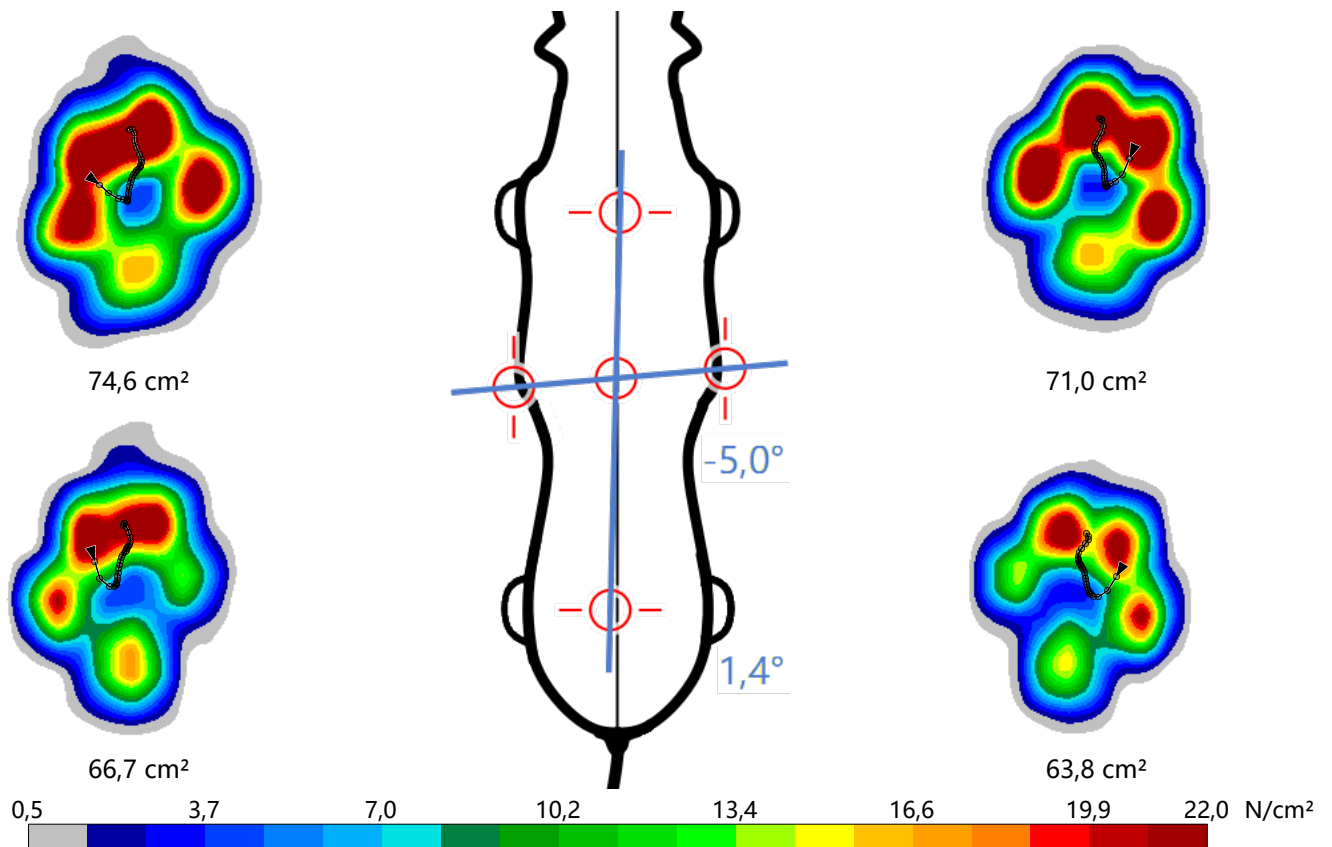 74,6 cm²
71,0 cm²
-5,0°
1,4°
66,7 cm²
63,8 cm²
0,5 3,7 7,0 10,2 13,4 16,6 19,9 22,0 N/cm²